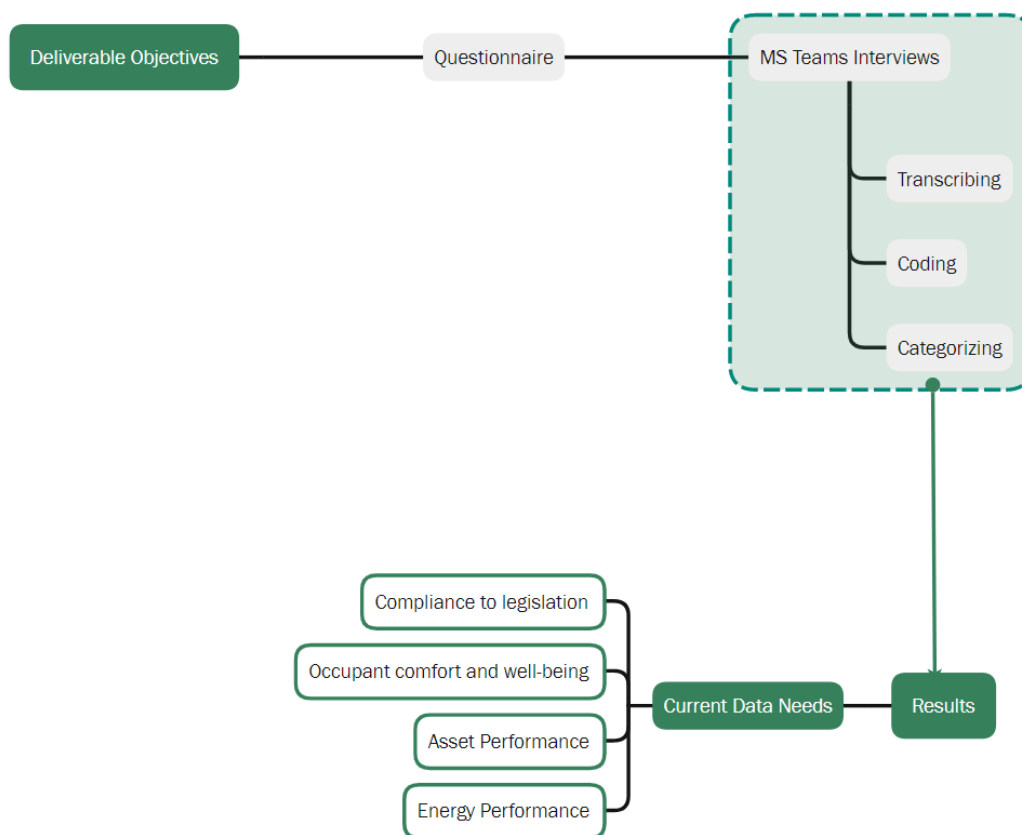 Deliverable Objectives
Questionnaire
MS Teams Interviews
Transcribing
Coding
Categorizing
Compliance to legislation
Occupant comfort and well-being
Current Data Needs
Results
Asset Performance
Energy Performance